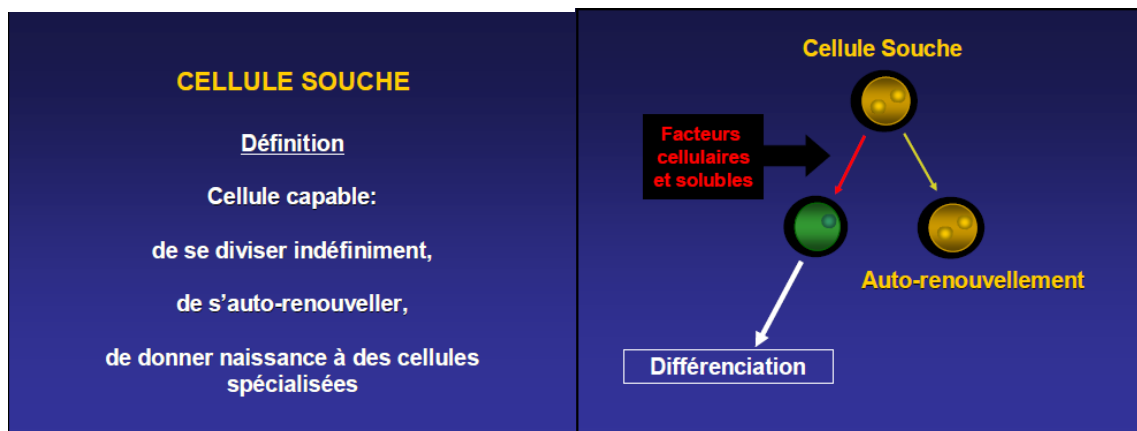 CELLULE SOUCHE
Définition
Cellule capable:
de se diviser indéfiniment,
de s'auto-renouveller,
de donner naissance à des cellules
spécialisées
Cellule Souche
Facteurs
cellulaires
et solubles
Auto-renouvellement
Différenciation